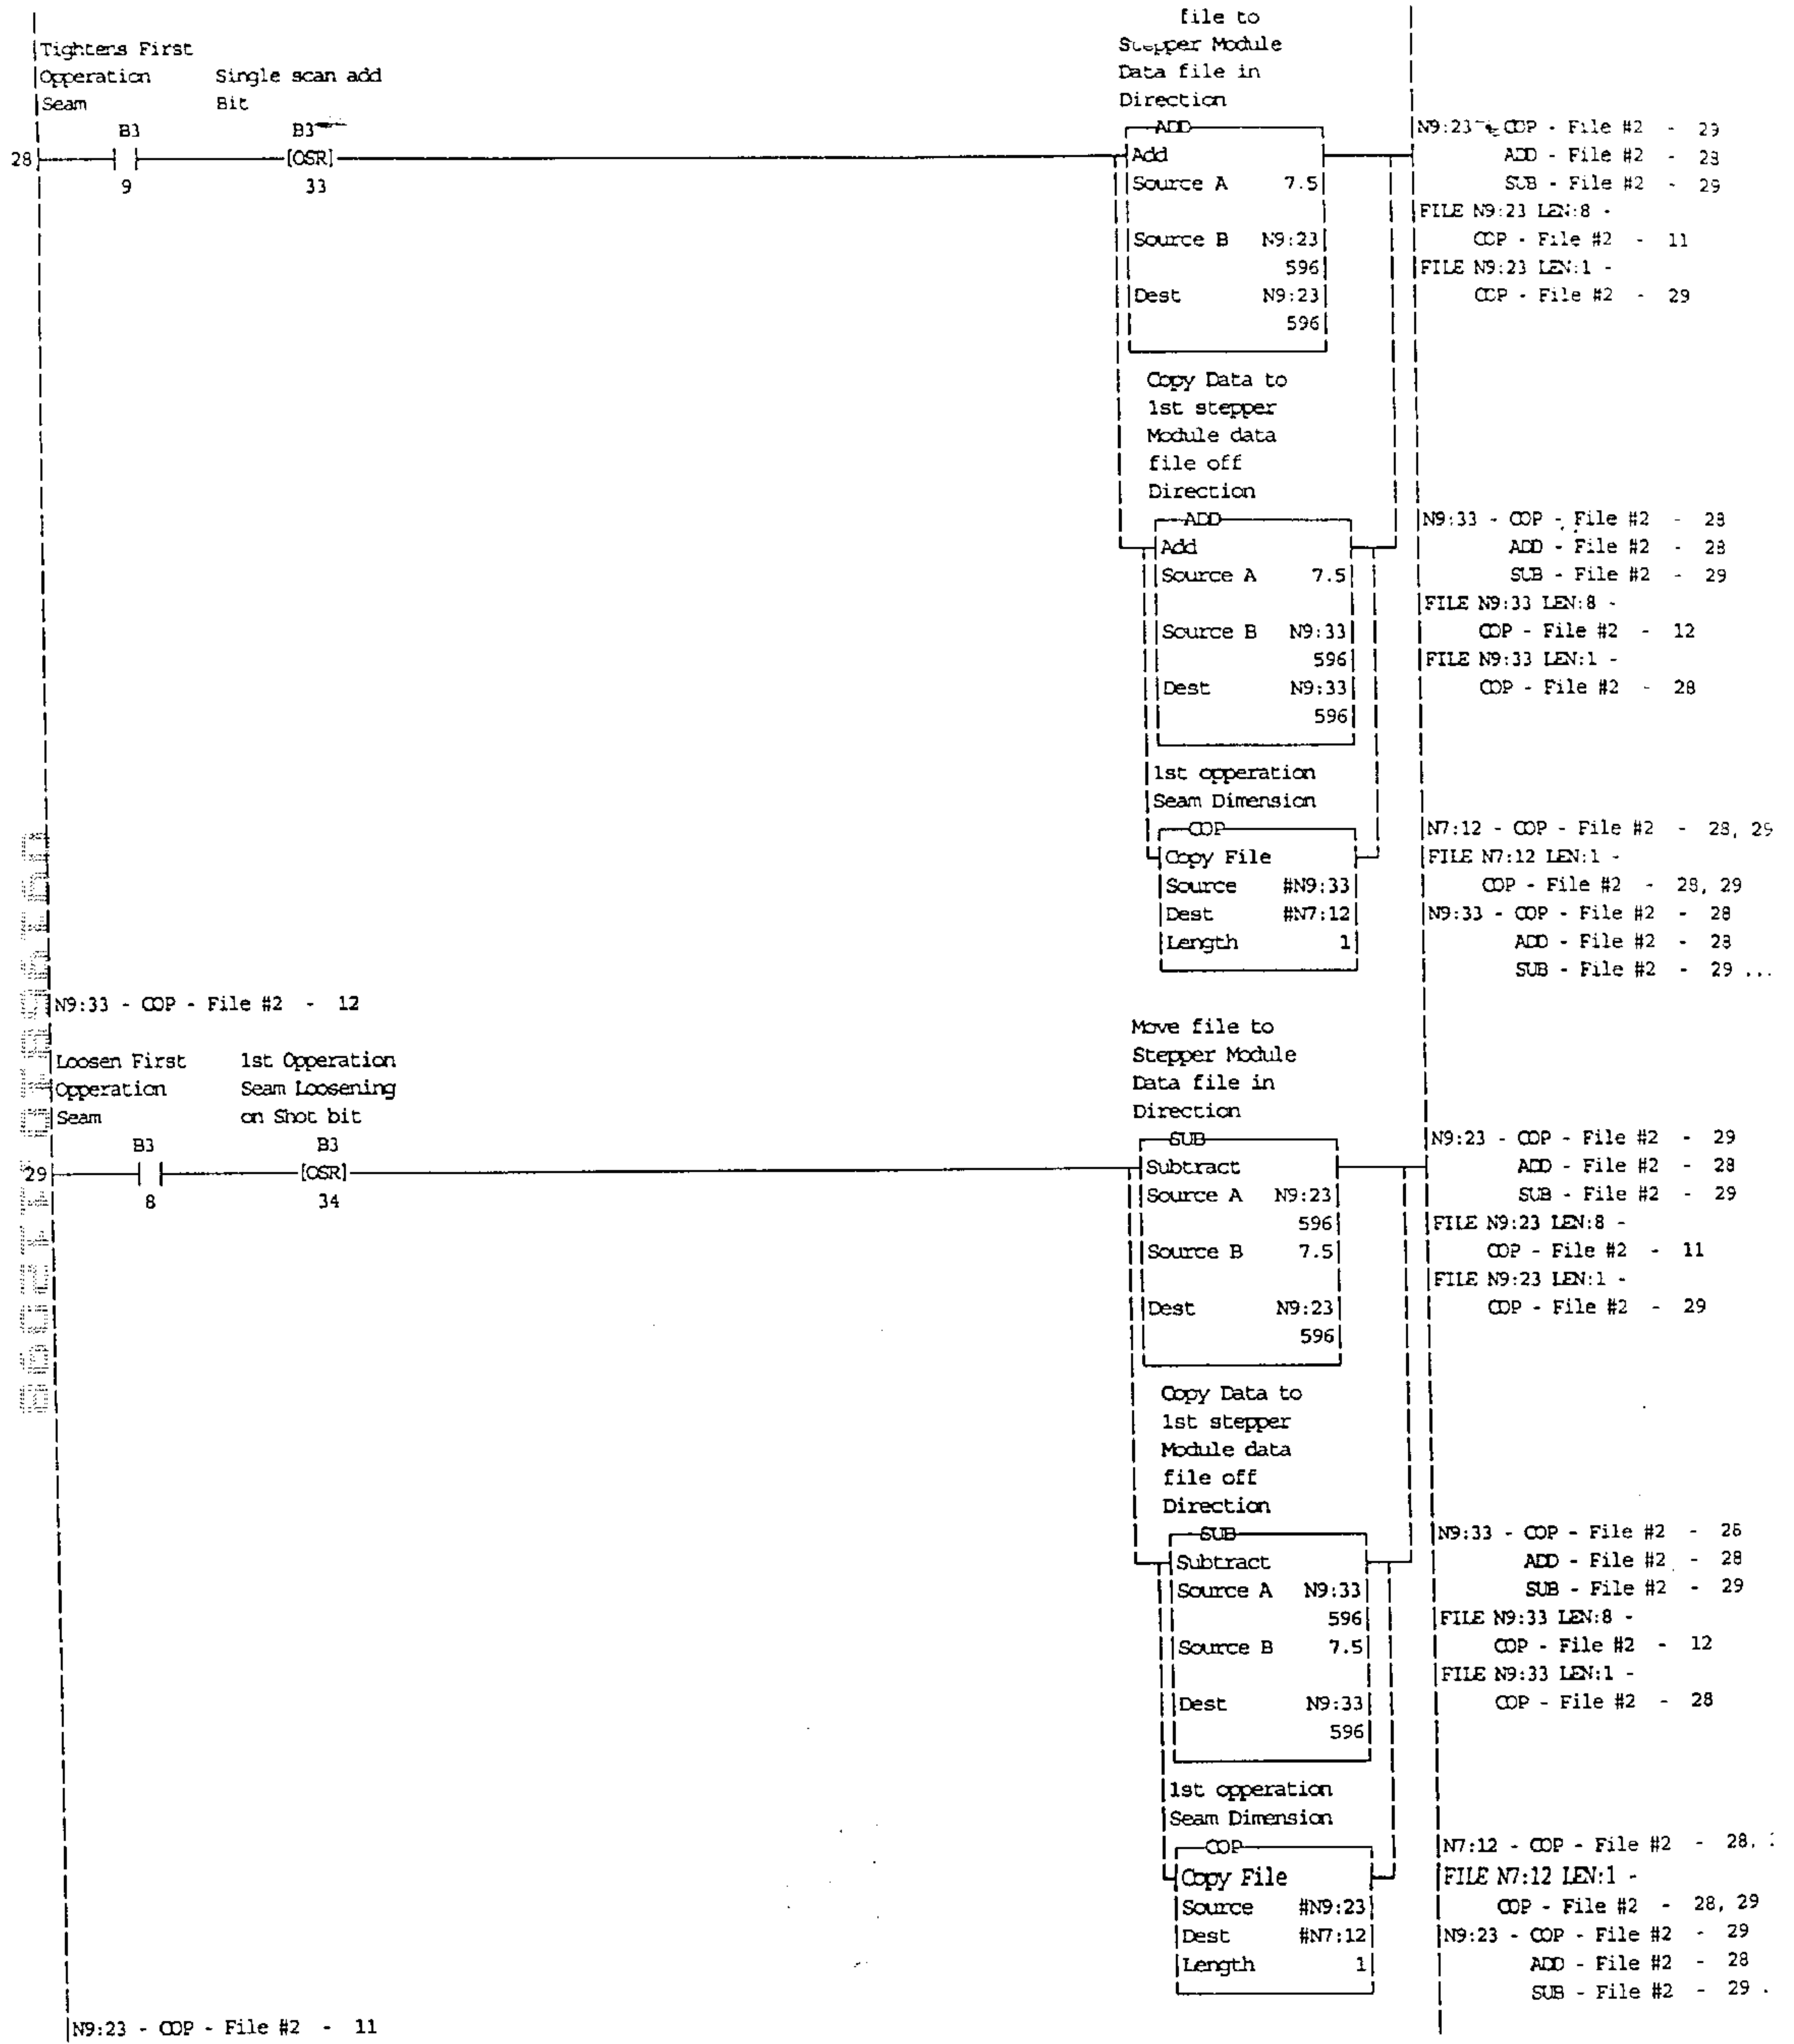 file to
Stepper Module
Data file in
Direction
Tightens First
Opperation
Seam
Single scan add
Bit
B3
B3
28
[OSR]
9
33
ADD
Add
Source A 7.5
Source B N9:23
596
Dest N9:23
596
N9:23 - COP - File #2 - 29
ADD - File #2 - 28
SUB - File #2 - 29
FILE N9:23 LEN:8 -
COP - File #2 - 11
FILE N9:23 LEN:1 -
COP - File #2 - 29
Copy Data to
1st stepper
Module data
file off
Direction
ADD
Add
Source A 7.5
Source B N9:33
596
Dest N9:33
596
N9:33 - COP - File #2 - 28
ADD - File #2 - 28
SUB - File #2 - 29
FILE N9:33 LEN:8 -
COP - File #2 - 12
FILE N9:33 LEN:1 -
COP - File #2 - 28
1st opperation
Seam Dimension
COP
Copy File
Source #N9:33
Dest #N7:12
Length 1
N7:12 - COP - File #2 - 28, 29
FILE N7:12 LEN:1 -
COP - File #2 - 28, 29
N9:33 - COP - File #2 - 28
ADD - File #2 - 28
SUB - File #2 - 29 ...
N9:33 - COP - File #2 - 12
Loosen First
Opperation
Seam
1st Opperation
Seam Loosening
on Shot bit
B3
B3
29
[OSR]
8
34
Move file to
Stepper Module
Data file in
Direction
SUB
Subtract
Source A N9:23
596
Source B 7.5
Dest N9:23
596
N9:23 - COP - File #2 - 29
ADD - File #2 - 28
SUB - File #2 - 29
FILE N9:23 LEN:8 -
COP - File #2 - 11
FILE N9:23 LEN:1 -
COP - File #2 - 29
Copy Data to
1st stepper
Module data
file off
Direction
SUB
Subtract
Source A N9:33
596
Source B 7.5
Dest N9:33
596
N9:33 - COP - File #2 - 28
ADD - File #2 - 28
SUB - File #2 - 29
FILE N9:33 LEN:8 -
COP - File #2 - 12
FILE N9:33 LEN:1 -
COP - File #2 - 28
1st opperation
Seam Dimension
COP
Copy File
Source #N9:23
Dest #N7:12
Length 1
N7:12 - COP - File #2 - 28,
FILE N7:12 LEN:1 -
COP - File #2 - 28, 29
N9:23 - COP - File #2 - 29
ADD - File #2 - 28
SUB - File #2 - 29 .
N9:23 - COP - File #2 - 11